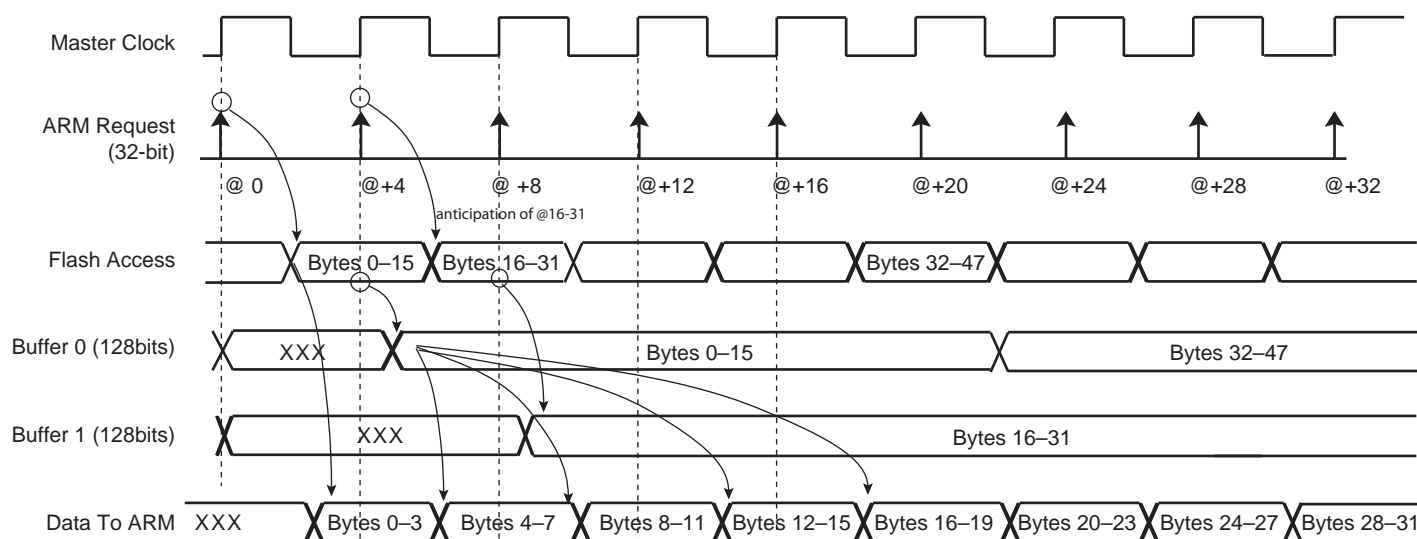 Master Clock
ARM Request
(32-bit)
@ 0 @+4 @ +8 @+12 @+16 @+20 @+24 @+28 @+32
anticipation of @16-31
Flash Access Bytes 0–15 Bytes 16–31 Bytes 32–47
Buffer 0 (128bits) XXX Bytes 0–15 Bytes 32–47
Buffer 1 (128bits) XXX Bytes 16–31
Data To ARM XXX Bytes 0–3 Bytes 4–7 Bytes 8–11 Bytes 12–15 Bytes 16–19 Bytes 20–23 Bytes 24–27 Bytes 28–31